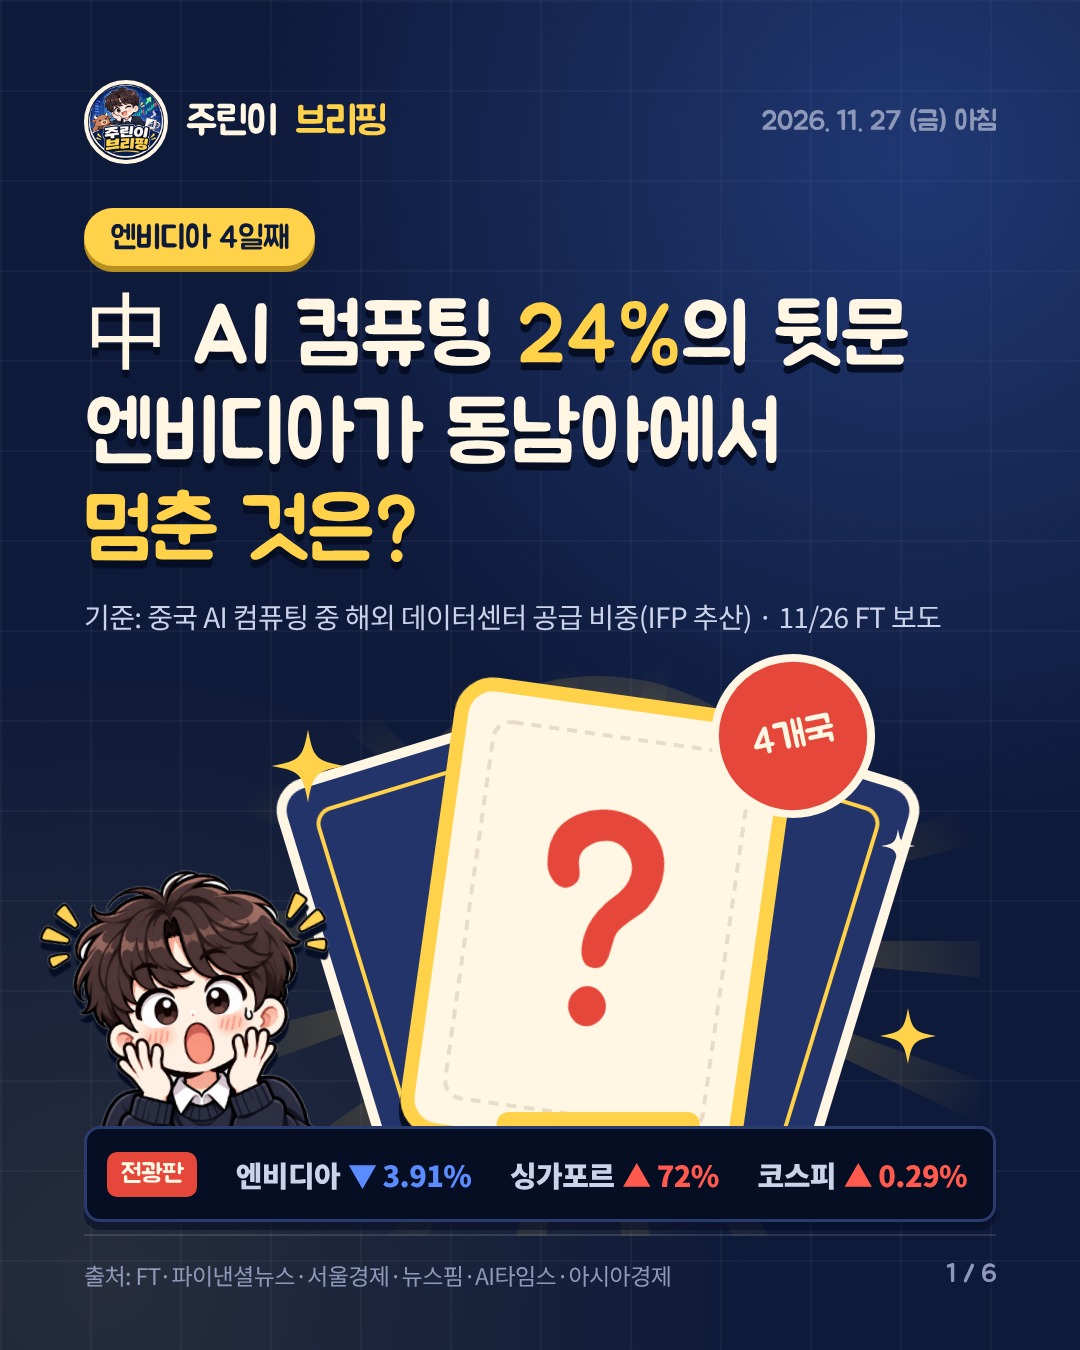 주린이 브리핑
주린이 브리핑
2026. 11. 27 (금) 아침
엔비디아 4일째
中 AI 컴퓨팅 24%의 뒷문
엔비디아가 동남아에서
멈춘 것은?
기준: 중국 AI 컴퓨팅 중 해외 데이터센터 공급 비중(IFP 추산) · 11/26 FT 보도
4개국
?
전광판 엔비디아 ▼ 3.91% 싱가포르 ▲ 72% 코스피 ▲ 0.29%
출처: FT·파이낸셜뉴스·서울경제·뉴스핌·AI타임스·아시아경제
1 / 6